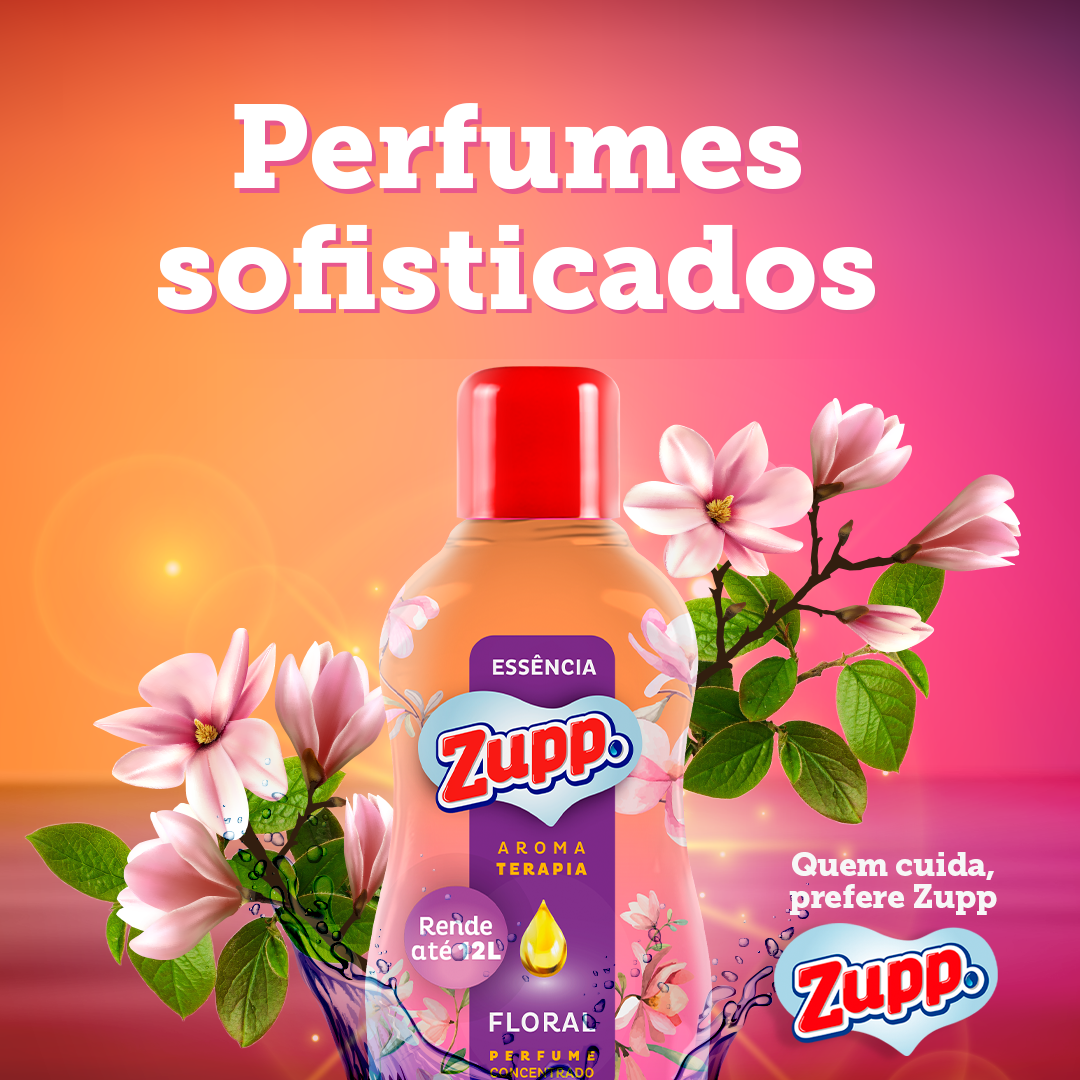 Perfumes
sofisticados
ESSÊNCIA
Zupp.
AROMA
TERAPIA
Rende
até 12L
FLORAL
PERFUME
CONCENTRADO
Quem cuida,
prefere Zupp
Zupp.